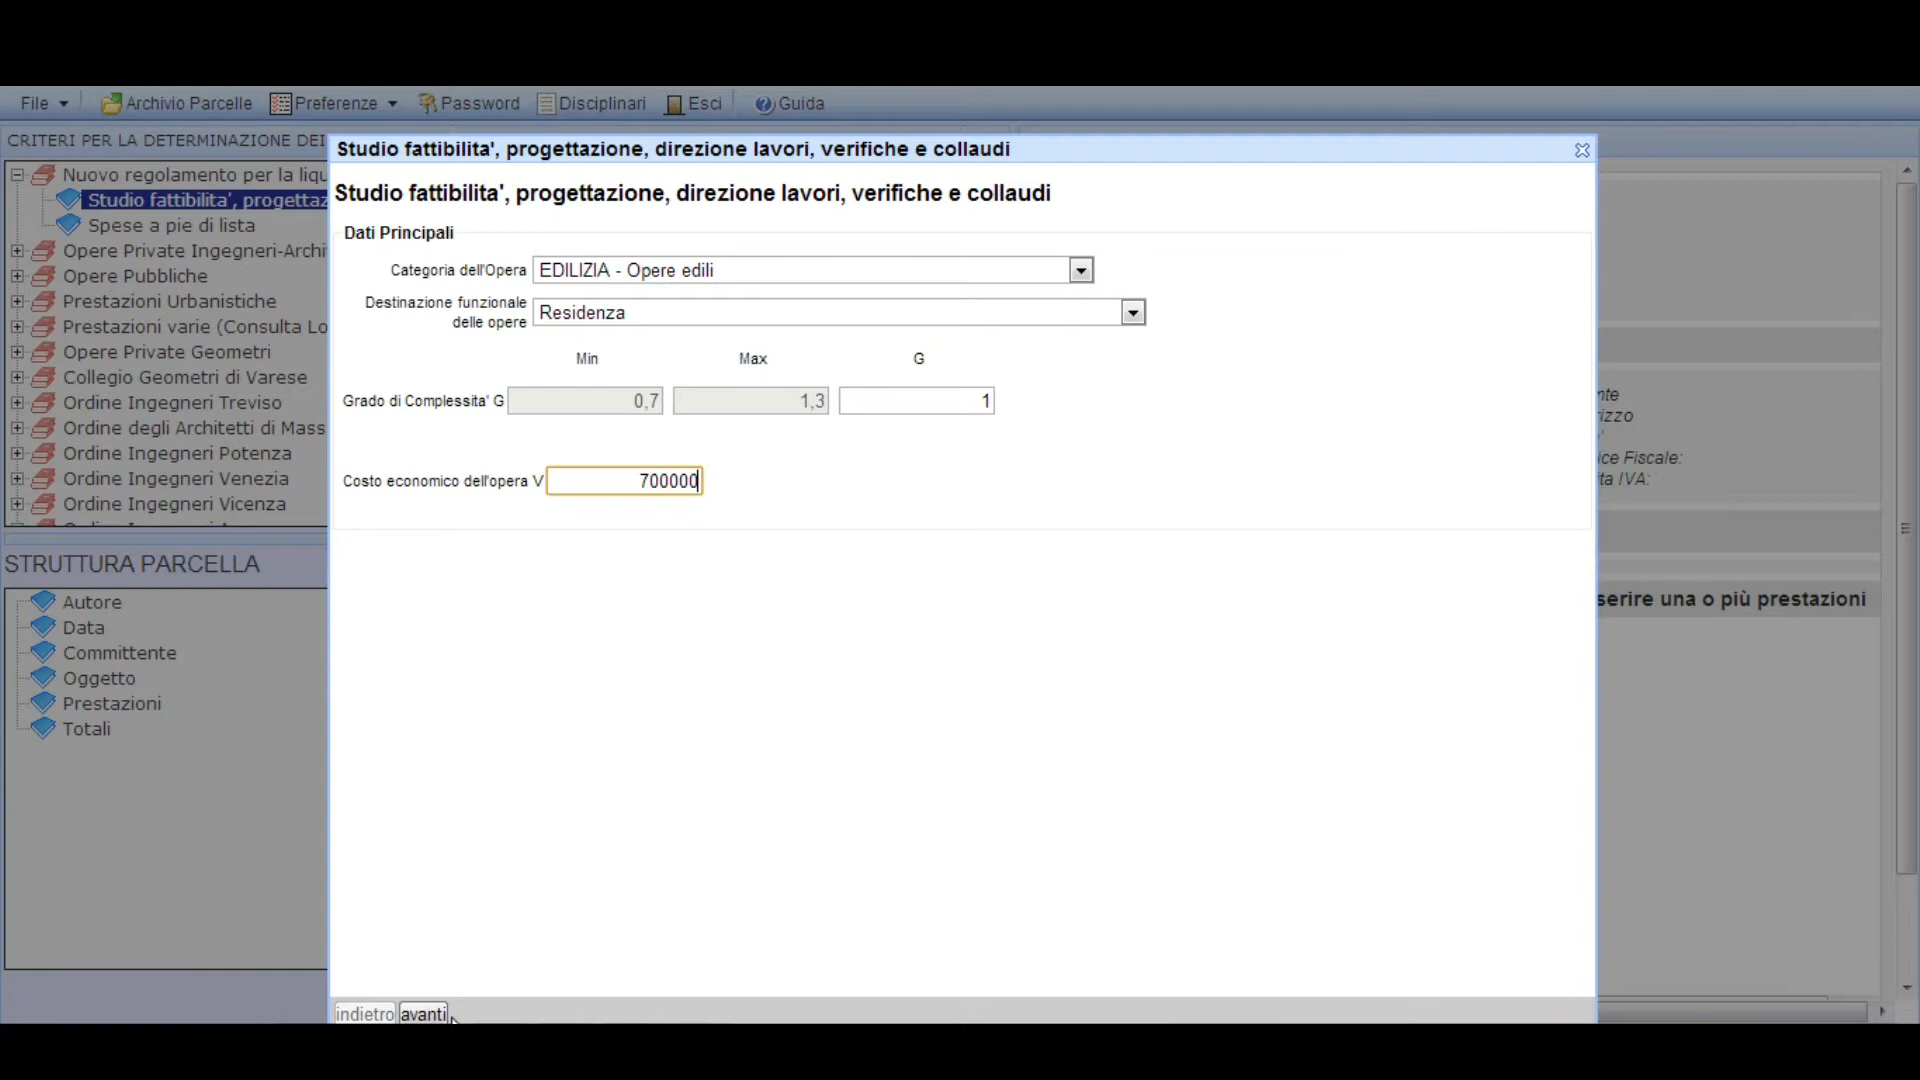 File Archivio Parcelle Preferenze Password Disciplinari Esci Guida
CRITERI PER LA DETERMINAZIONE DEI
Nuovo regolamento per la liqu
Studio fattibilita', progettaz
Spese a pie di lista
Opere Private Ingegneri-Archi
Opere Pubbliche
Prestazioni Urbanistiche
Prestazioni varie (Consulta Lo
Opere Private Geometri
Collegio Geometri di Varese
Ordine Ingegneri Treviso
Ordine degli Architetti di Mass
Ordine Ingegneri Potenza
Ordine Ingegneri Venezia
Ordine Ingegneri Vicenza
STRUTTURA PARCELLA
Autore
Data
Committente
Oggetto
Prestazioni
Totali
Studio fattibilita', progettazione, direzione lavori, verifiche e collaudi
Studio fattibilita', progettazione, direzione lavori, verifiche e collaudi
Dati Principali
Categoria dell'Opera EDILIZIA - Opere edili
Destinazione funzionale
delle opere Residenza
Min Max G
Grado di Complessita' G 0,7 1,3 1
Costo economico dell'opera V 700000
indietro avanti
nte
rizzo
ice Fiscale:
ita IVA:
serire una o più prestazioni